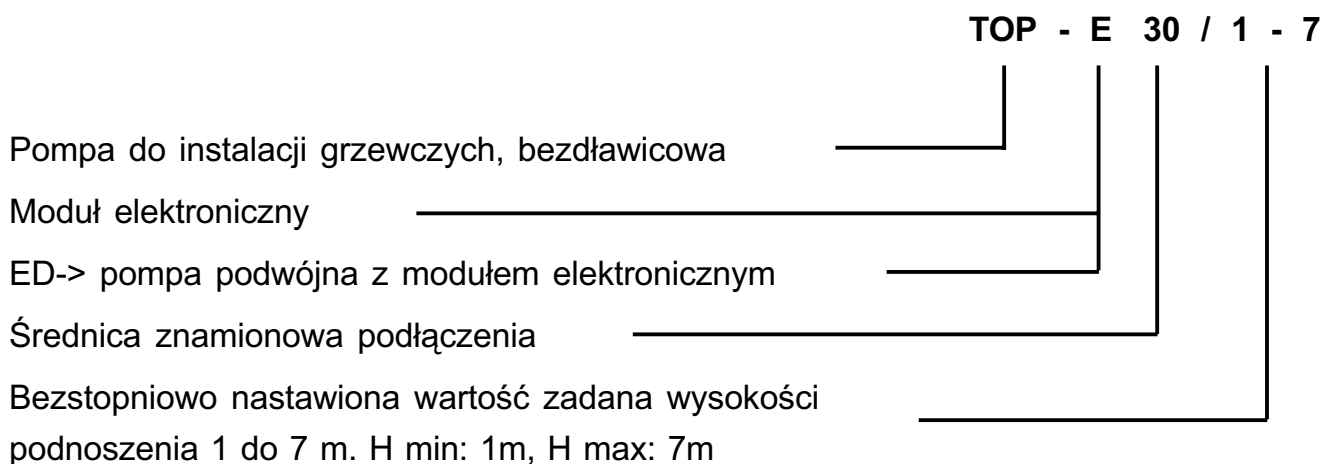 TOP - E 30 / 1 - 7
Pompa do instalacji grzewczych, bezdławicowa
Moduł elektroniczny
ED-> pompa podwójna z modułem elektronicznym
Średnica znamionowa podłączenia
Bezstopniowo nastawiona wartość zadana wysokości
podnoszenia 1 do 7 m. H min: 1m, H max: 7m